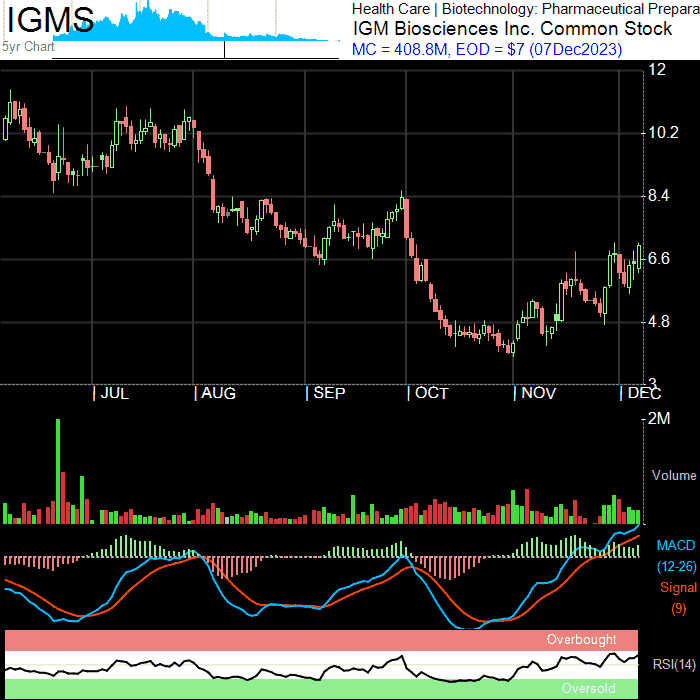 IGMS
5yr Chart
Health Care | Biotechnology: Pharmaceutical Prepara
IGM Biosciences Inc. Common Stock
MC = 408.8M, EOD = $7 (07Dec2023)
12
10.2
8.4
6.6
4.8
3
| JUL | AUG | SEP | OCT | NOV | DEC
2M
Volume
MACD
(12-26)
Signal
(9)
Overbought
RSI(14)
Oversold